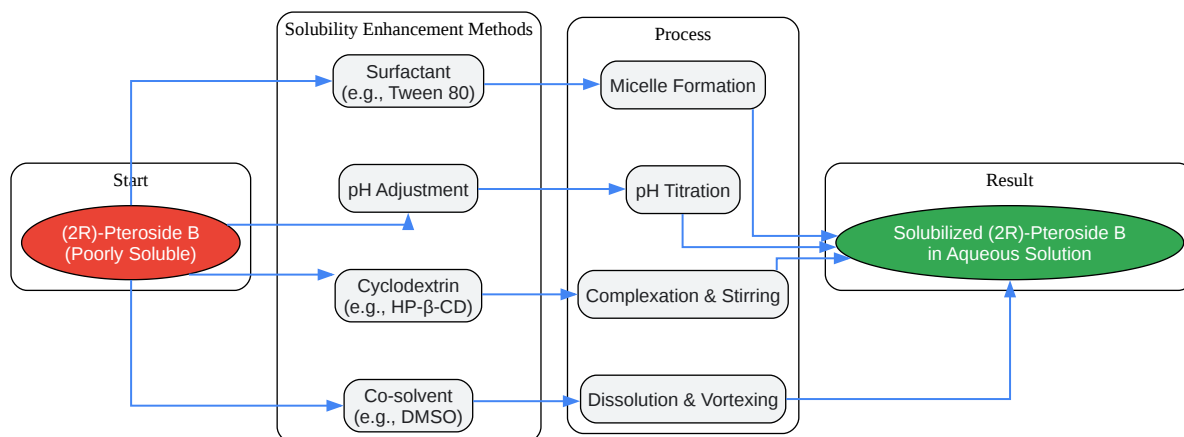 Solubility Enhancement Methods
Process
Surfactant
(e.g., Tween 80)
Micelle Formation
Start
pH Adjustment
pH Titration
Result
(2R)-Pteroside B
(Poorly Soluble)
Solubilized (2R)-Pteroside B
in Aqueous Solution
Cyclodextrin
(e.g., HP-β-CD)
Complexation & Stirring
Co-solvent
(e.g., DMSO)
Dissolution & Vortexing